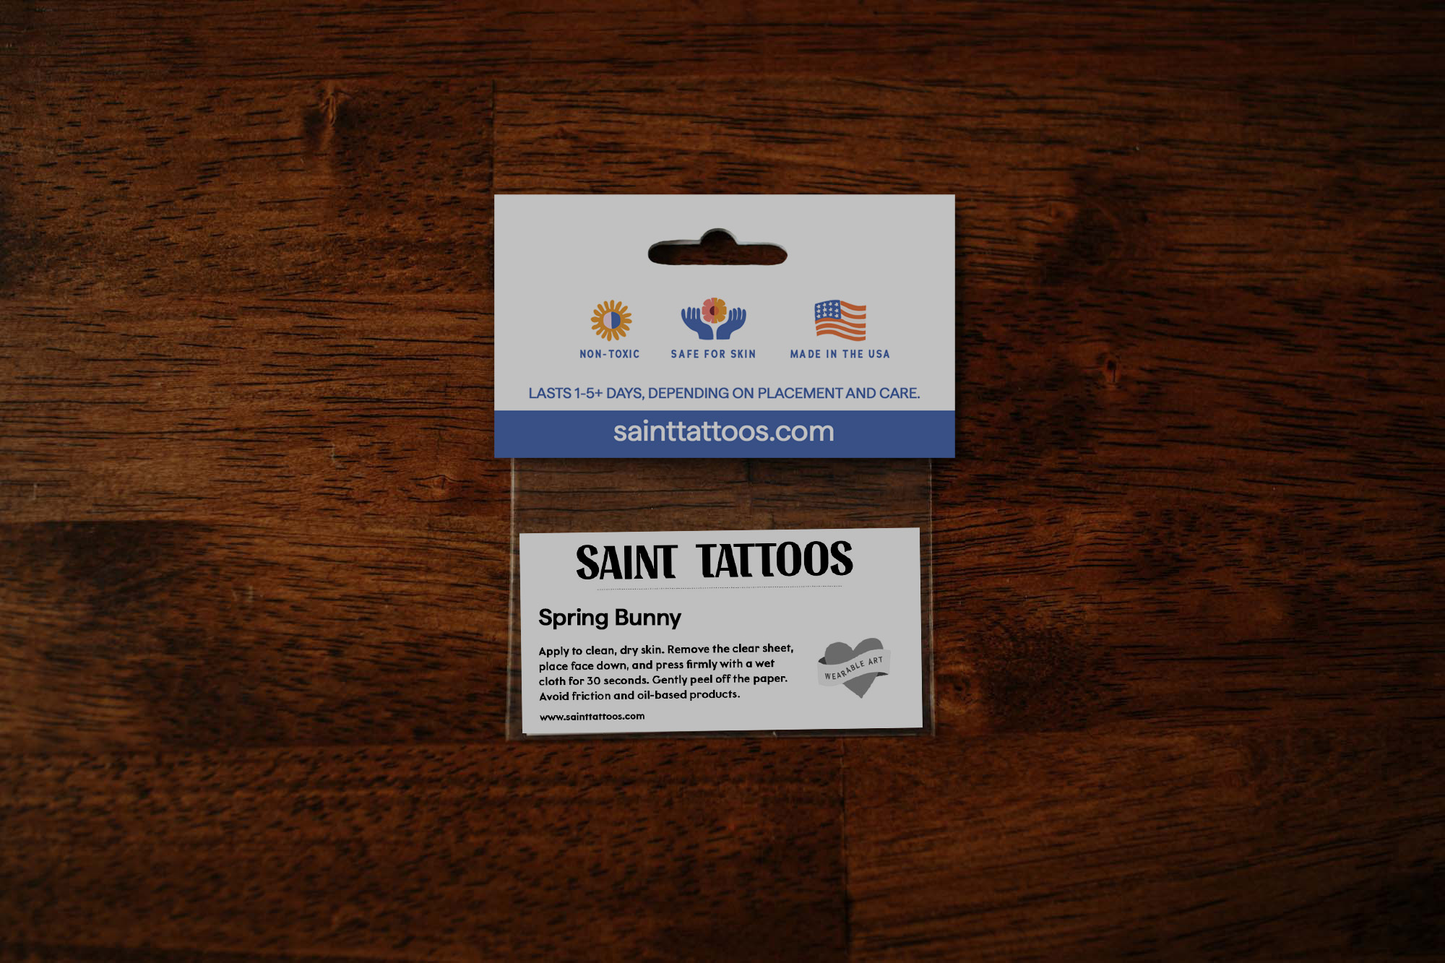 NON-TOXIC
SAFE FOR SKIN
MADE IN THE USA
LASTS 1-5+ DAYS, DEPENDING ON PLACEMENT AND CARE.
sainttattoos.com
SAINT TATTOOS
Spring Bunny
Apply to clean, dry skin. Remove the clear sheet,
place face down, and press firmly with a wet
cloth for 30 seconds. Gently peel off the paper.
Avoid friction and oil-based products.
WEARABLE ART
www.sainttattoos.com